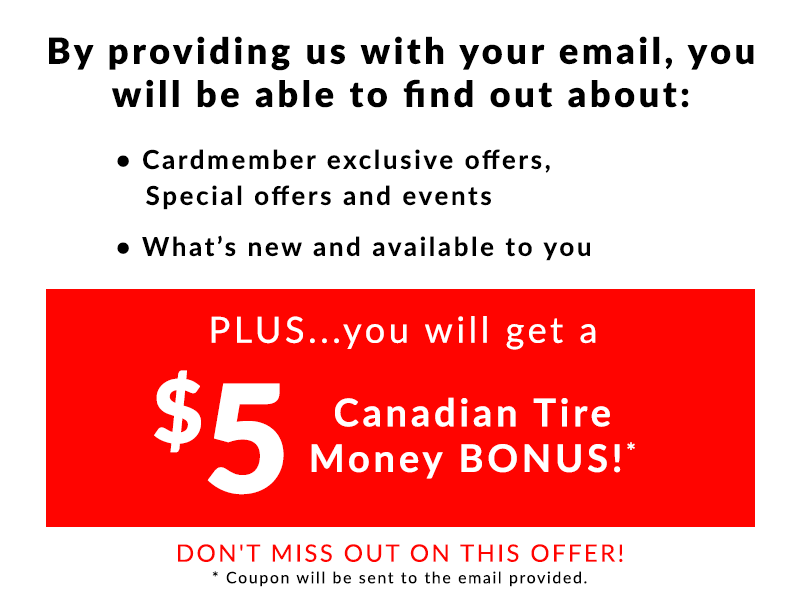 By providing us with your email, you
will be able to find out about:
• Cardmember exclusive offers,
Special offers and events
• What's new and available to you
PLUS...you will get a
$5 Canadian Tire
Money BONUS!*
DON'T MISS OUT ON THIS OFFER!
* Coupon will be sent to the email provided.